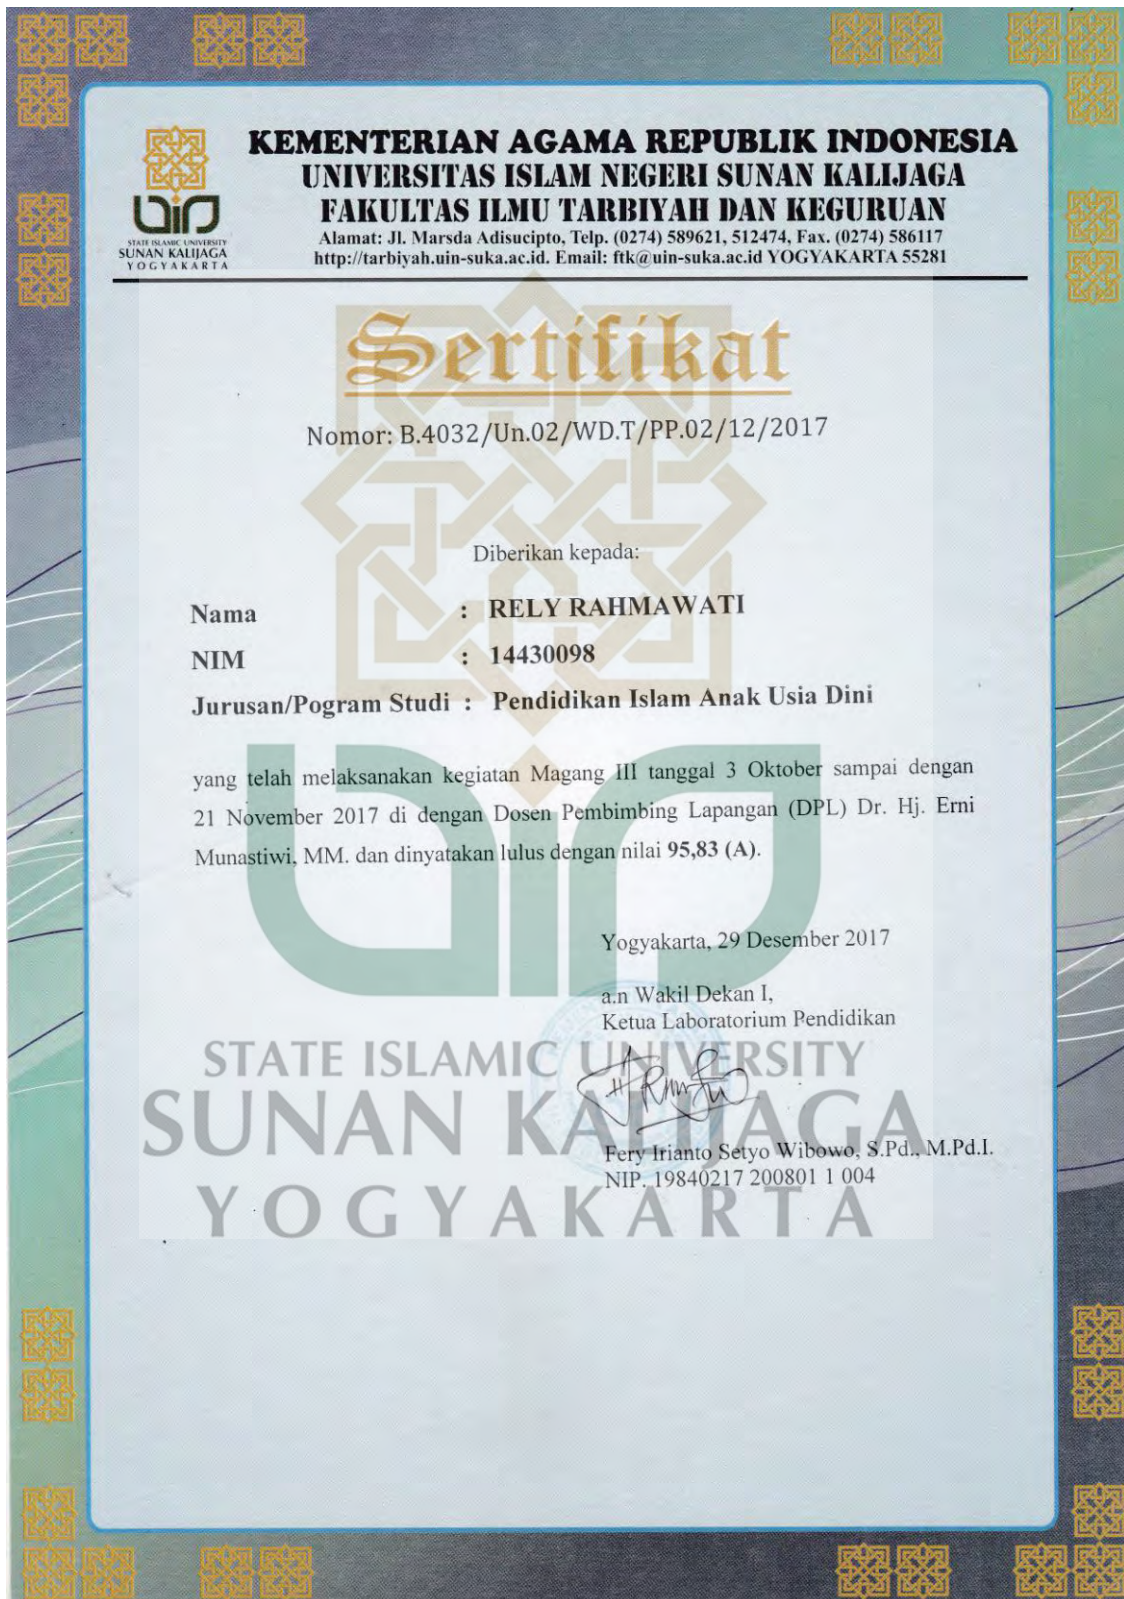 KEMENTERIAN AGAMA REPUBLIK INDONESIA
UNIVERSITAS ISLAM NEGERI SUNAN KALIJAGA
FAKULTAS ILMU TARBIYAH DAN KEGURUAN
Alamat: Jl. Marsda Adisucipto, Telp. (0274) 589621, 512474, Fax. (0274) 586117
http://tarbiyah.uin-suka.ac.id. Email: ftk@uin-suka.ac.id YOGYAKARTA 55281
uin
STATE ISLAMIC UNIVERSITY
SUNAN KALIJAGA
YOGYAKARTA
Sertifikat
Nomor: B.4032/Un.02/WD.T/PP.02/12/2017
Diberikan kepada:
Nama : RELY RAHMAWATI
NIM : 14430098
Jurusan/Pogram Studi : Pendidikan Islam Anak Usia Dini
yang telah melaksanakan kegiatan Magang III tanggal 3 Oktober sampai dengan
21 November 2017 di dengan Dosen Pembimbing Lapangan (DPL) Dr. Hj. Erni
Munastiwi, MM. dan dinyatakan lulus dengan nilai 95,83 (A).
Yogyakarta, 29 Desember 2017
a.n Wakil Dekan I,
Ketua Laboratorium Pendidikan
Fery Irianto Setyo Wibowo, S.Pd., M.Pd.I.
NIP. 19840217 200801 1 004
uin
STATE ISLAMIC UNIVERSITY
SUNAN KALIJAGA
YOGYAKARTA